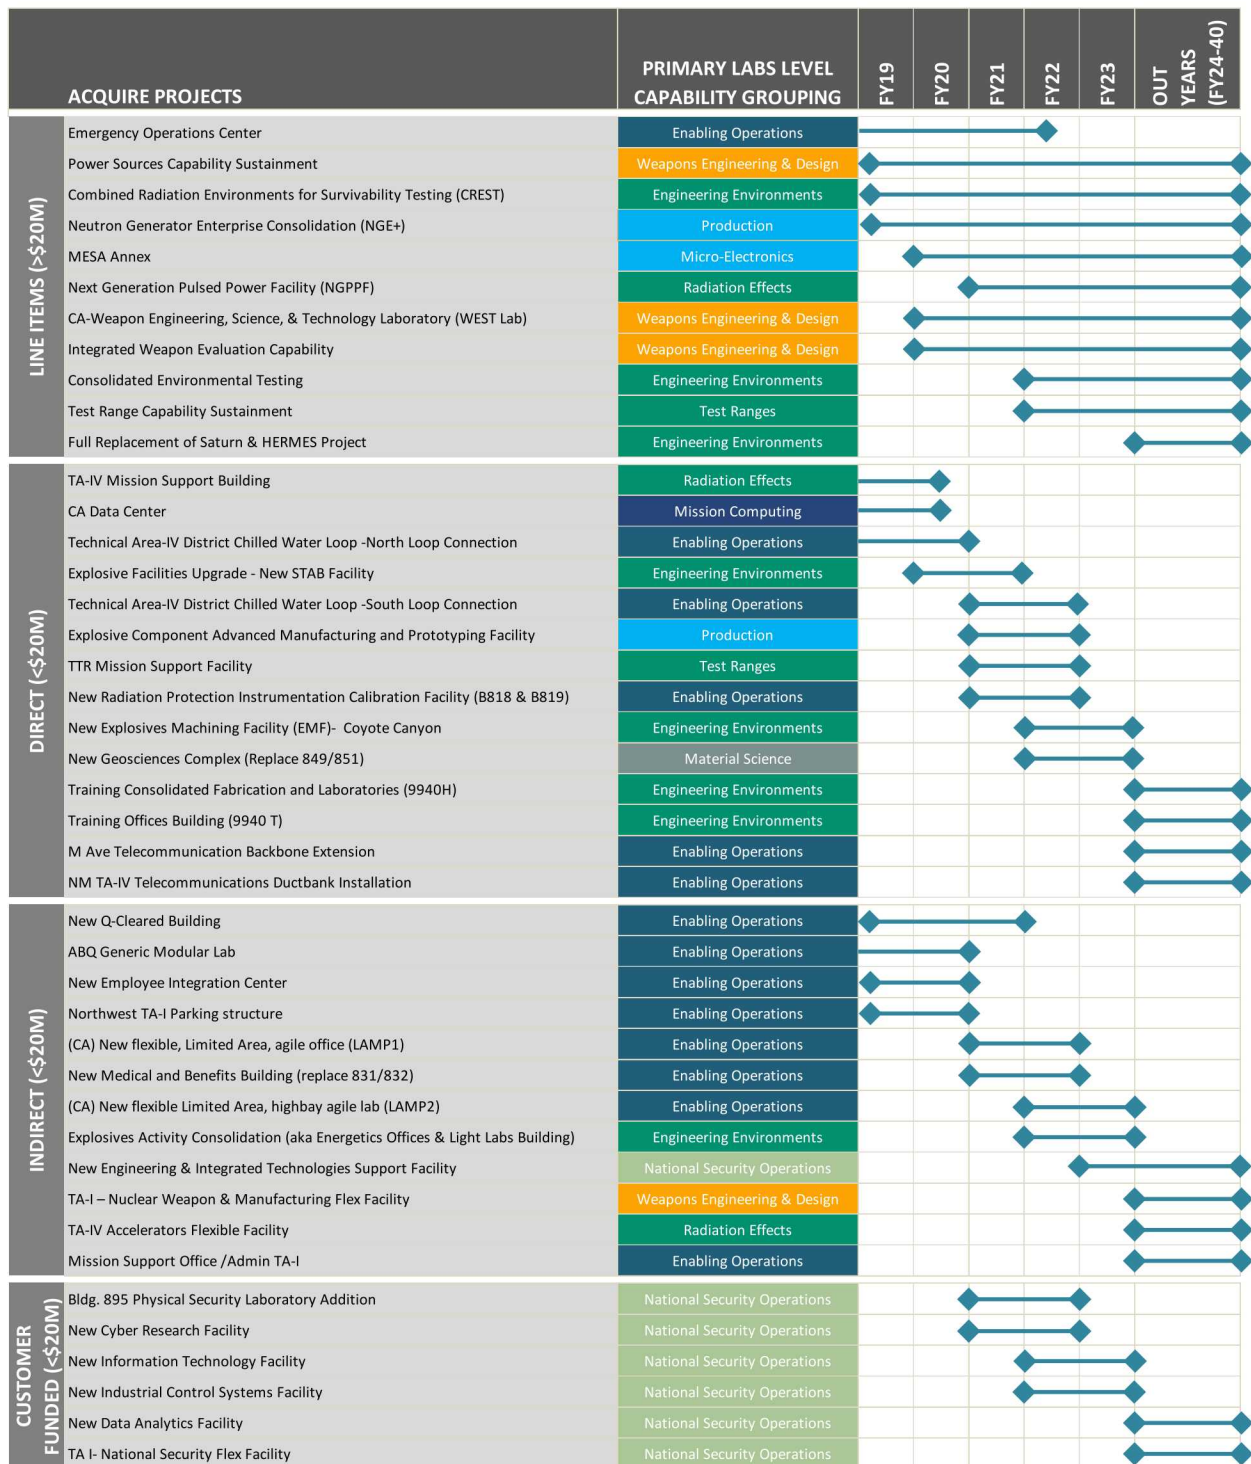 ACQUIRE PROJECTS
PRIMARY LABS LEVEL
CAPABILITY GROUPING
FY19
FY20
FY21
FY22
FY23
OUT
YEARS
(FY24-40)
LINE ITEMS (>$20M)
Emergency Operations Center Enabling Operations
Power Sources Capability Sustainment Weapons Engineering & Design
Combined Radiation Environments for Survivability Testing (CREST) Engineering Environments
Neutron Generator Enterprise Consolidation (NGE+) Production
MESA Annex Micro-Electronics
Next Generation Pulsed Power Facility (NGPPF) Radiation Effects
CA-Weapon Engineering, Science, & Technology Laboratory (WEST Lab) Weapons Engineering & Design
Integrated Weapon Evaluation Capability Weapons Engineering & Design
Consolidated Environmental Testing Engineering Environments
Test Range Capability Sustainment Test Ranges
Full Replacement of Saturn & HERMES Project Engineering Environments
DIRECT (<$20M)
TA-IV Mission Support Building Radiation Effects
CA Data Center Mission Computing
Technical Area-IV District Chilled Water Loop -North Loop Connection Enabling Operations
Explosive Facilities Upgrade - New STAB Facility Engineering Environments
Technical Area-IV District Chilled Water Loop -South Loop Connection Enabling Operations
Explosive Component Advanced Manufacturing and Prototyping Facility Production
TTR Mission Support Facility Test Ranges
New Radiation Protection Instrumentation Calibration Facility (B818 & B819) Enabling Operations
New Explosives Machining Facility (EMF)- Coyote Canyon Engineering Environments
New Geosciences Complex (Replace 849/851) Material Science
Training Consolidated Fabrication and Laboratories (9940H) Engineering Environments
Training Offices Building (9940 T) Engineering Environments
M Ave Telecommunication Backbone Extension Enabling Operations
NM TA-IV Telecommunications Ductbank Installation Enabling Operations
INDIRECT (<$20M)
New Q-Cleared Building Enabling Operations
ABQ Generic Modular Lab Enabling Operations
New Employee Integration Center Enabling Operations
Northwest TA-I Parking structure Enabling Operations
(CA) New flexible, Limited Area, agile office (LAMP1) Enabling Operations
New Medical and Benefits Building (replace 831/832) Enabling Operations
(CA) New flexible Limited Area, highbay agile lab (LAMP2) Enabling Operations
Explosives Activity Consolidation (aka Energetics Offices & Light Labs Building) Engineering Environments
New Engineering & Integrated Technologies Support Facility National Security Operations
TA-I – Nuclear Weapon & Manufacturing Flex Facility Weapons Engineering & Design
TA-IV Accelerators Flexible Facility Radiation Effects
Mission Support Office /Admin TA-I Enabling Operations
CUSTOMER
FUNDED (<$20M)
Bldg. 895 Physical Security Laboratory Addition National Security Operations
New Cyber Research Facility National Security Operations
New Information Technology Facility National Security Operations
New Industrial Control Systems Facility National Security Operations
New Data Analytics Facility National Security Operations
TA I- National Security Flex Facility National Security Operations